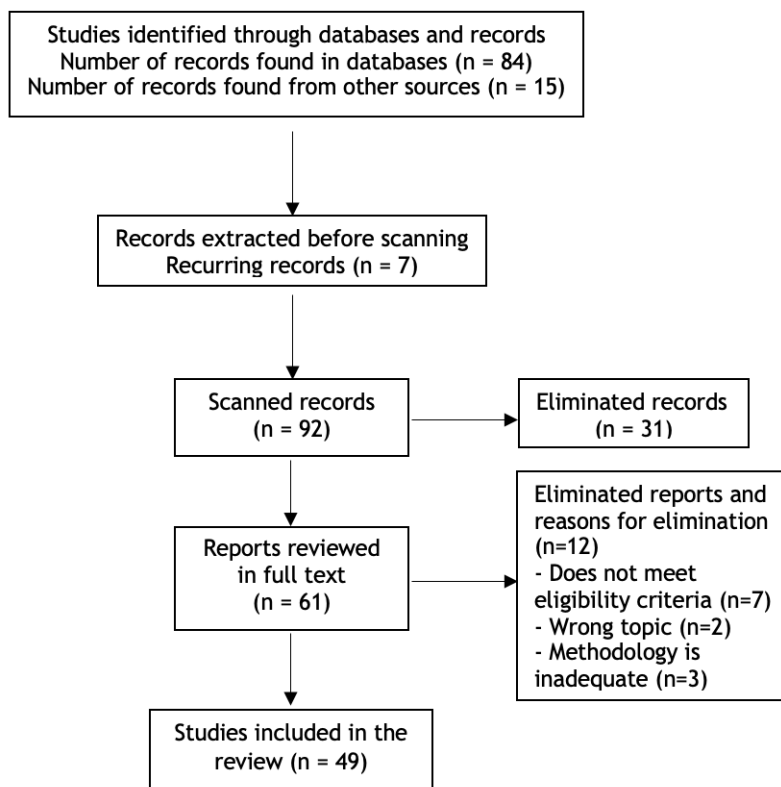 Studies identified through databases and records
Number of records found in databases (n = 84)
Number of records found from other sources (n = 15)
Records extracted before scanning
Recurring records (n = 7)
Scanned records
(n = 92)
Eliminated records
(n = 31)
Reports reviewed
in full text
(n = 61)
Eliminated reports and
reasons for elimination
(n=12)
- Does not meet
eligibility criteria (n=7)
- Wrong topic (n=2)
- Methodology is
inadequate (n=3)
Studies included in the
review (n = 49)